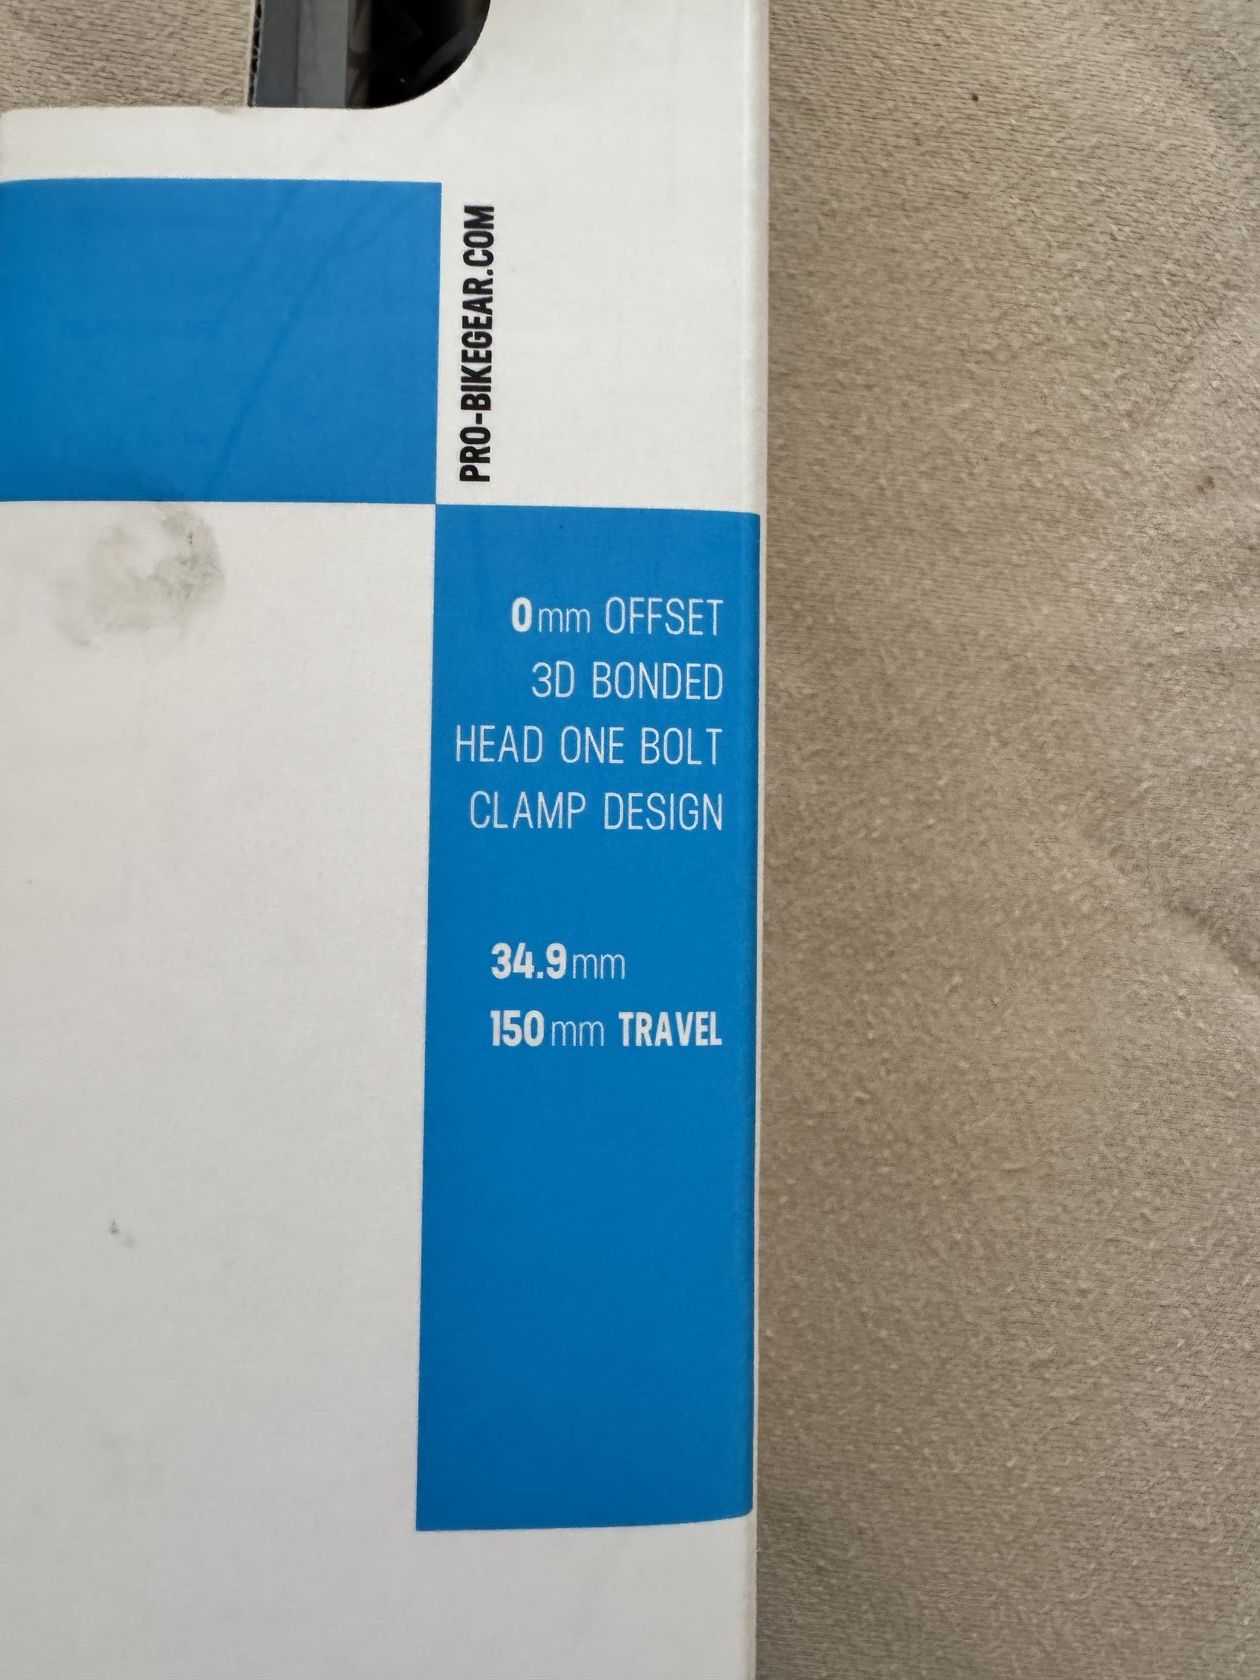 PRO-BIKEGEAR.COM
0mm OFFSET
3D BONDED
HEAD ONE BOLT
CLAMP DESIGN
34.9mm
150mm TRAVEL